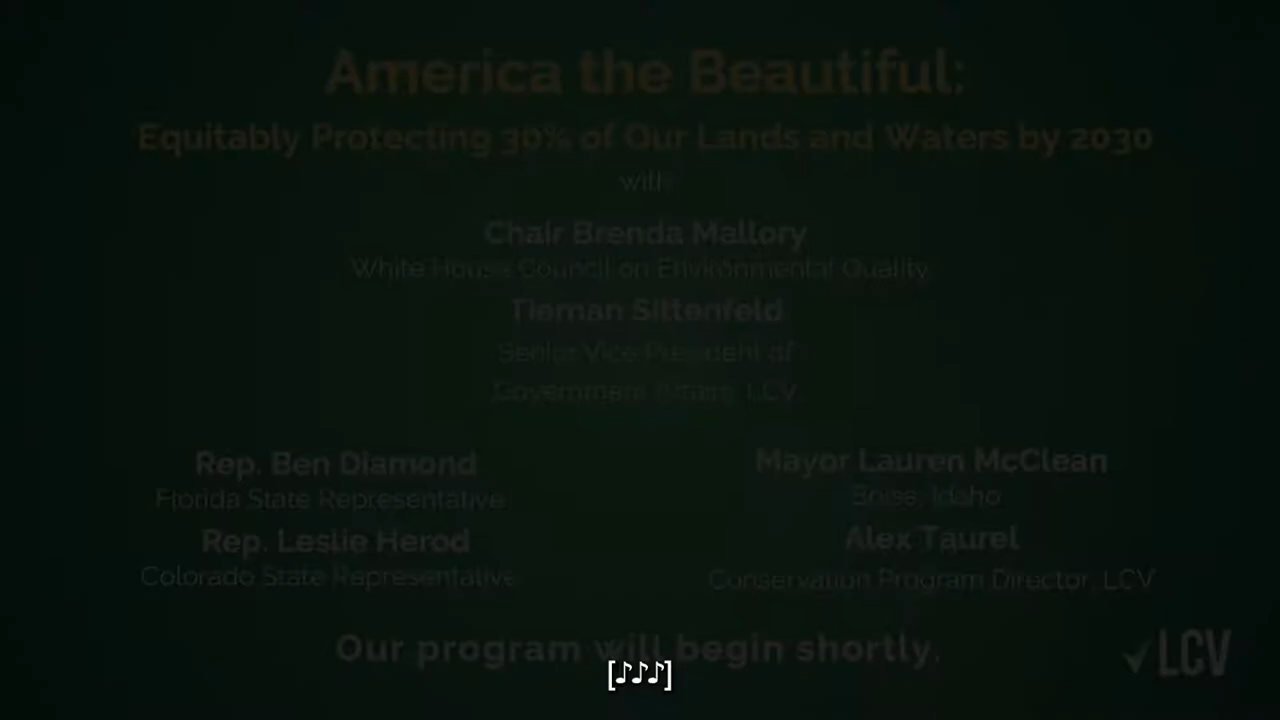 America the Beautiful:
Equitably Protecting 30% of Our Lands and Waters by 2030
with
Chair Brenda Mallory
White House Council on Environmental Quality
Tiernan Sittenfeld
Senior Vice President of
Government Affairs, LCV
Rep. Ben Diamond
Florida State Representative
Rep. Leslie Herod
Colorado State Representative
Mayor Lauren McClean
Boise, Idaho
Alex Taurel
Conservation Program Director, LCV
Our program will begin shortly.
LCV
[♪♪♪]